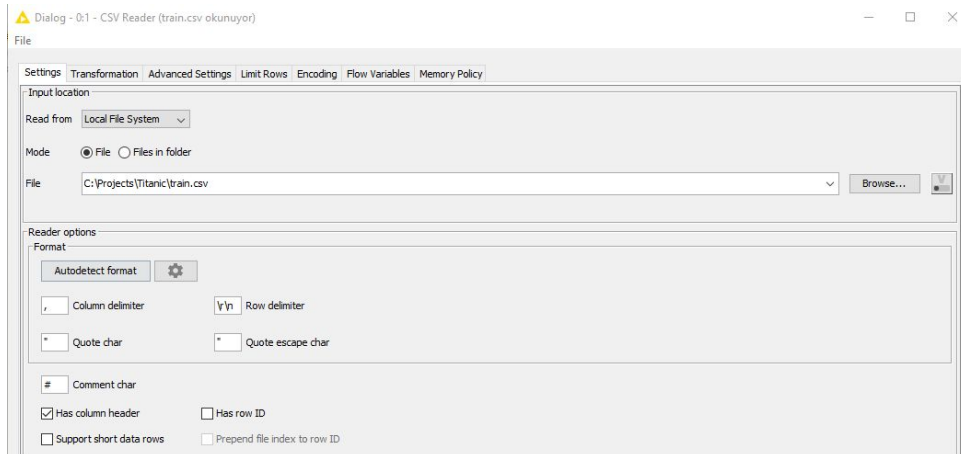 Dialog - 0:1 - CSV Reader (train.csv okunuyor)
File
Settings Transformation Advanced Settings Limit Rows Encoding Flow Variables Memory Policy
Input location
Read from Local File System
Mode File Files in folder
File C:\Projects\Titanic\train.csv Browse...
Reader options
Format
Autodetect format
, Column delimiter \r\n Row delimiter
" Quote char " Quote escape char
# Comment char
Has column header Has row ID
Support short data rows Prepend file index to row ID